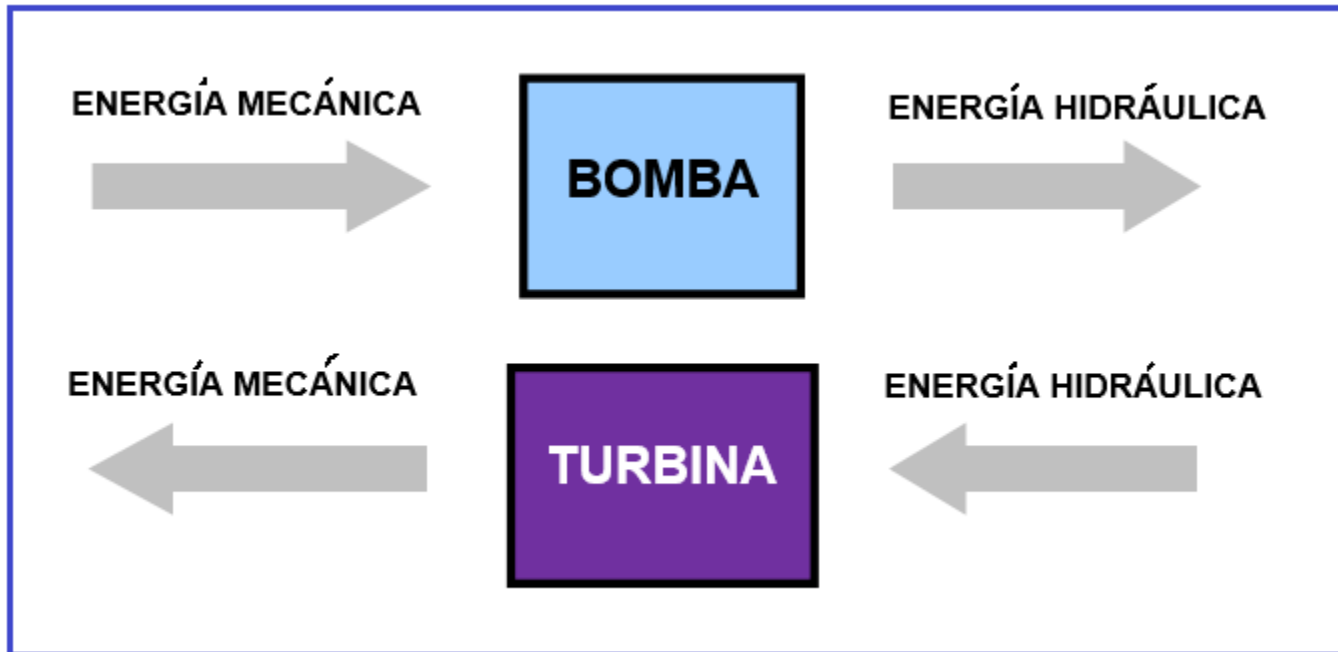 ENERGÍA MECÁNICA
BOMBA
ENERGÍA HIDRÁULICA
ENERGÍA MECÁNICA
TURBINA
ENERGÍA HIDRÁULICA